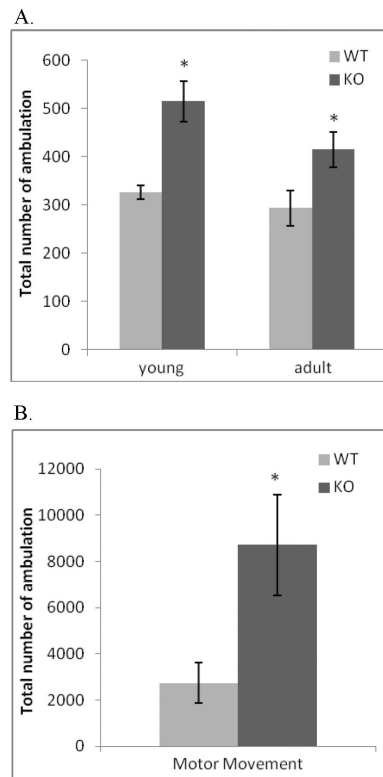 A.
Total number of ambulation
600
500
400
300
200
100
0
WT
KO
*
*
young
adult
B.
Total number of ambulation
12000
10000
8000
6000
4000
2000
0
WT
KO
*
Motor Movement